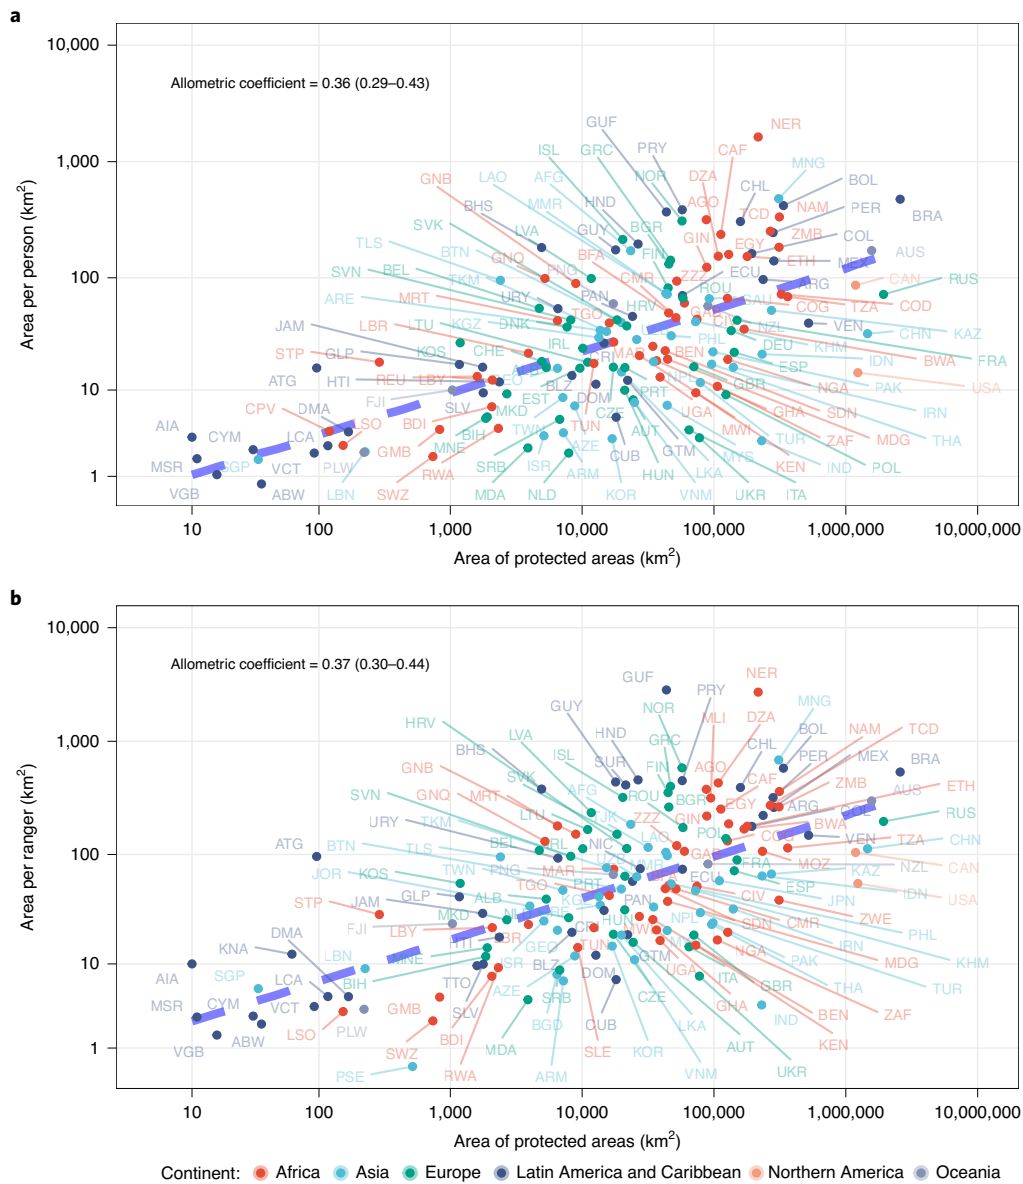 a
10,000
Allometric coefficient = 0.36 (0.29–0.43)
GUF PRY NER
ISL GRC CAF
1,000
MNG
GNB LAO AFG NOR DZA CHL BOL
BHS MMR HND AGO TCD NAM PER BRA
SVK LVA GUY BGR GIN EGY ZMB COL
TLS BTN GNQ BFA FIN ETH MEX AUS
SVN BEL TKM PNG CMR ZZZ ECU CAN RUS
100
ARE MRT URY PAN ROU ARG
TGO TZA COD
JAM LBR LTU KGZ DNK HRV COG
NZL VEN CHN KAZ
STP GLP KOS CHE IRL PHL DEU KHM FRA
MAR BEN IDN BWA
ATG HTI REU LBY ESP USA
10
FJI BLZ GBR NGA PAK
CPV DMA SLV EST DOM SDN IRN
LSO BDI MKD CZE UGA GHA
AIA CYM LCA BIH TWN TUN AUT MWI ZAF MDG THA
GMB MNE AZE CUB GTM MYS TUR
MSR SGP VCT PLW SRB ISR ARM HUN LKA KEN IND POL
1
RWA
VGB ABW LBN SWZ MDA NLD KOR VNM UKR ITA
10 100 1,000 10,000 100,000 1,000,000 10,000,000
Area of protected areas (km²)
Area per person (km²)
b
10,000
Allometric coefficient = 0.37 (0.30–0.44)
GUF PRY NER
NOR MNG
GUY MLI DZA
HRV LVA HND GRC CHL BOL NAM TCD
1,000
BHS ISL SUR FIN AGO PER MEX BRA
GNB SVK CAF ZMB ETH
SVN GNQ MRT AFG ROU BGR EGY ARG AUS
LTU RUS
URY TKM ZZZ GIN POL BWA
ATG BTN TLS BEL NIC LAO VEN TZA CHN
100
JOR KOS TWN PNG MAR MMR ECU MOZ KAZ NZL CAN
STP JAM GLP ALB TGO PRT PAN ESP JPN IDN USA
FJI MKD CIV ZWE
DMA LBY HUN NPL CMR PHL
KNA SDN
AIA SGP LBN GEO TUN GTM NGA IRN MDG KHM
10
LCA BIH TTO ISR BLZ DOM UGA ITA PAK
MSR CYM VCT SLV AZE SRB CZE GHA THA TUR
LSO PLW GMB BGD CUB LKA IND BEN ZAF
VGB ABW SWZ BDI MDA SLE KOR AUT KEN
1
PSE RWA ARM VNM UKR
10 100 1,000 10,000 100,000 1,000,000 10,000,000
Area of protected areas (km²)
Area per ranger (km²)
Continent: Africa Asia Europe Latin America and Caribbean Northern America Oceania